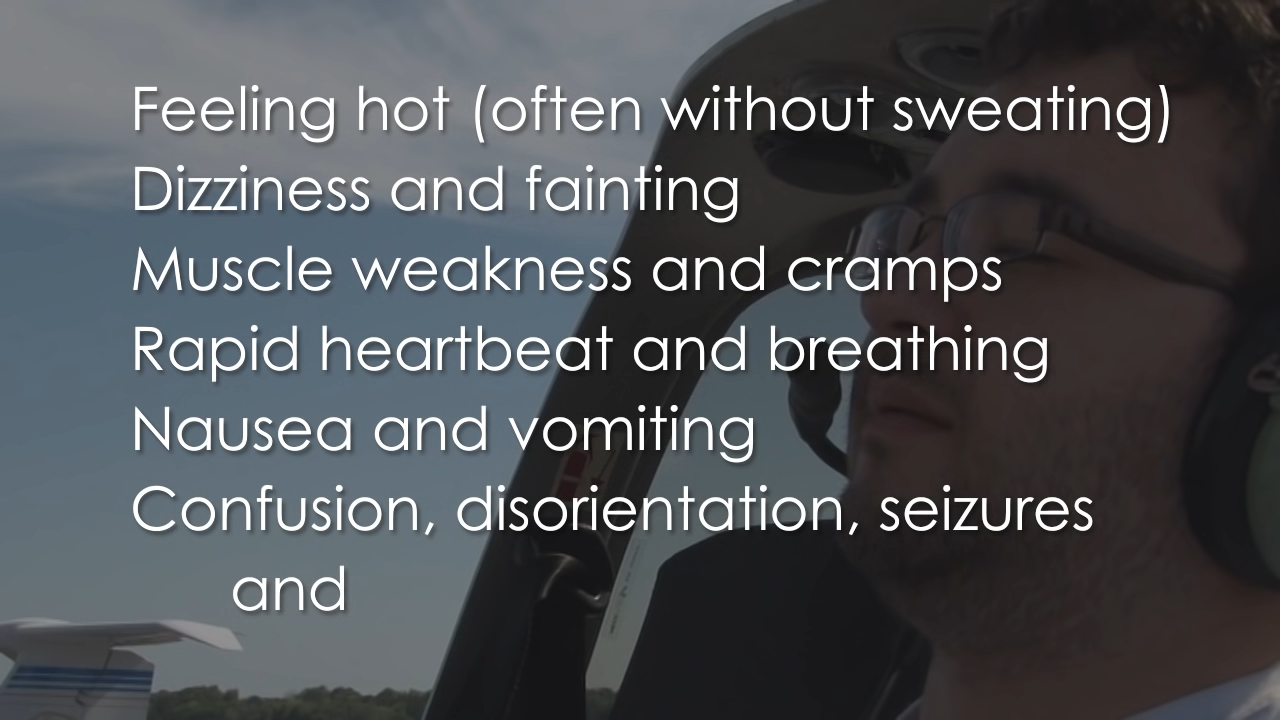 Feeling hot (often without sweating)
Dizziness and fainting
Muscle weakness and cramps
Rapid heartbeat and breathing
Nausea and vomiting
Confusion, disorientation, seizures
and